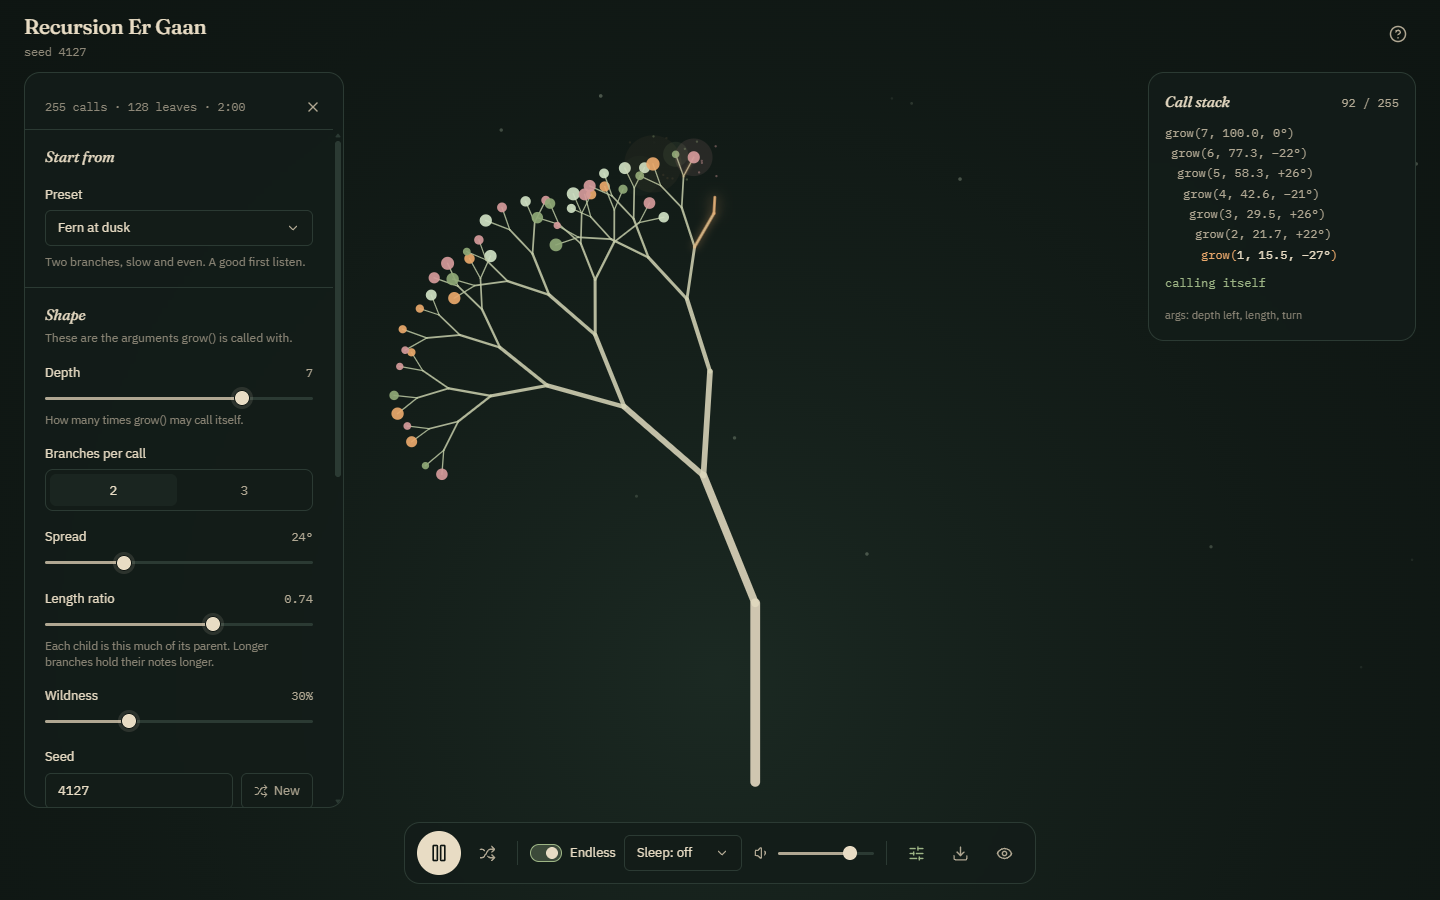 Recursion Er Gaan
seed 4127
255 calls · 128 leaves · 2:00
Start from
Preset
Fern at dusk
Two branches, slow and even. A good first listen.
Shape
These are the arguments grow() is called with.
Depth 7
How many times grow() may call itself.
Branches per call
2 3
Spread 24°
Length ratio 0.74
Each child is this much of its parent. Longer
branches hold their notes longer.
Wildness 30%
Seed
4127 New
Call stack 92 / 255
grow(7, 100.0, 0°)
grow(6, 77.3, −22°)
grow(5, 58.3, +26°)
grow(4, 42.6, −21°)
grow(3, 29.5, +26°)
grow(2, 21.7, +22°)
grow(1, 15.5, −27°)
calling itself
args: depth left, length, turn
Endless Sleep: off